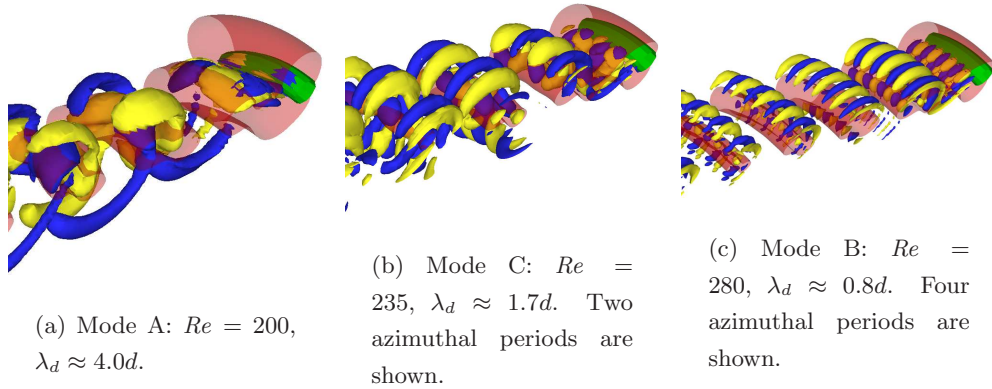 (a) Mode A: Re = 200,
λd ≈ 4.0d.
(b) Mode C: Re =
235, λd ≈ 1.7d. Two
azimuthal periods are
shown.
(c) Mode B: Re =
280, λd ≈ 0.8d. Four
azimuthal periods are
shown.